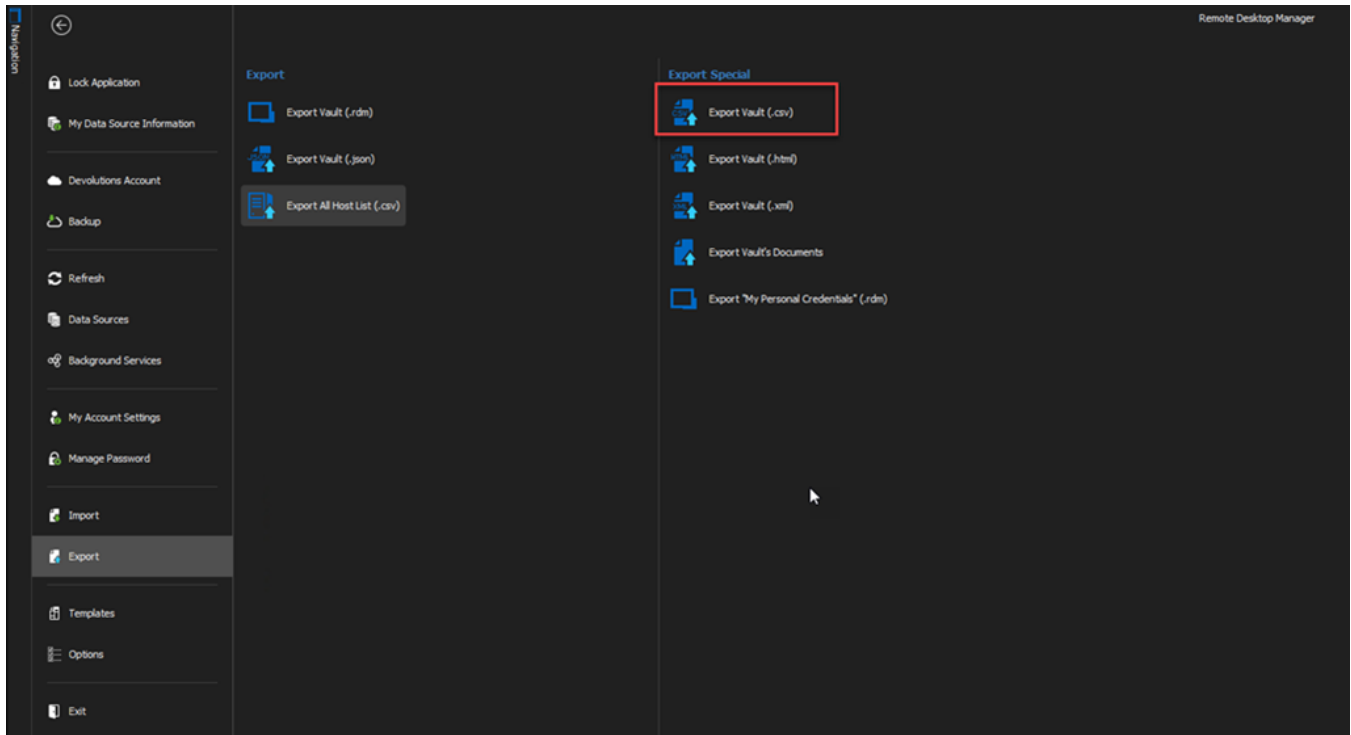 Navigation
Remote Desktop Manager
Lock Application
My Data Source Information
Devolutions Account
Backup
Refresh
Data Sources
Background Services
My Account Settings
Manage Password
Import
Export
Templates
Options
Exit
Export
Export Vault (.rdm)
Export Vault (.json)
Export All Host List (.csv)
Export Special
Export Vault (.csv)
Export Vault (.html)
Export Vault (.xml)
Export Vault's Documents
Export "My Personal Credentials" (.rdm)